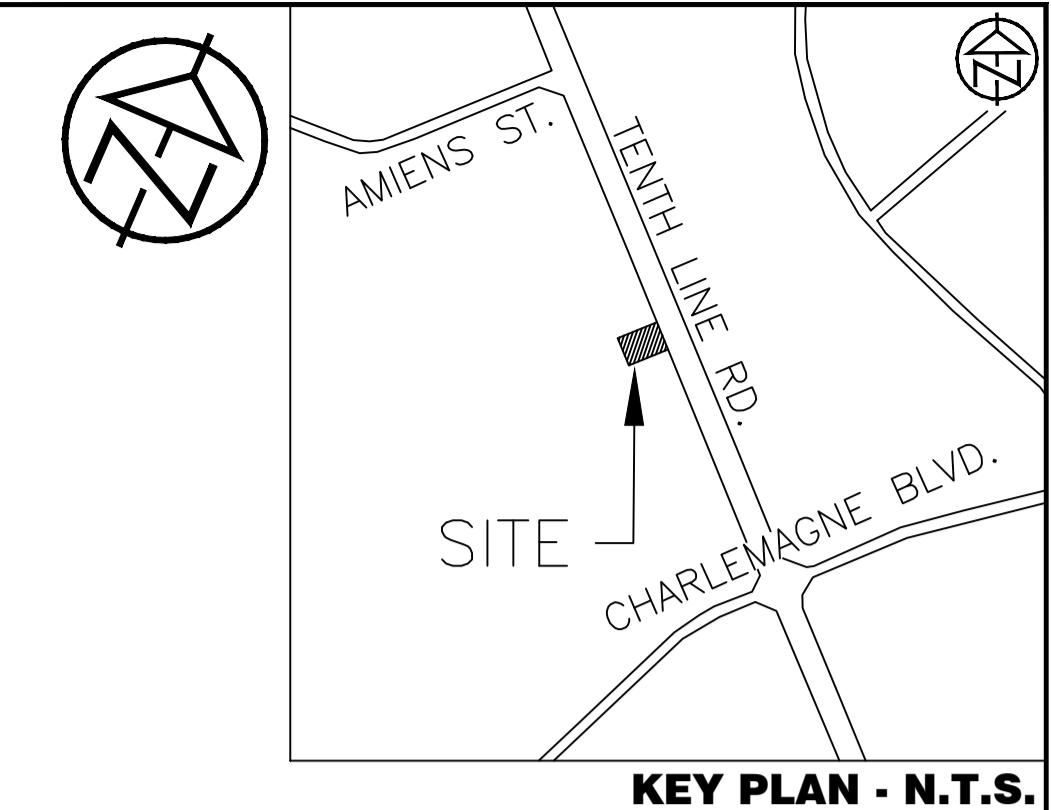 N
N
AMIENS ST.
TENTH LINE RD.
SITE
CHARLEMAGNE BLVD.
KEY PLAN - N.T.S.